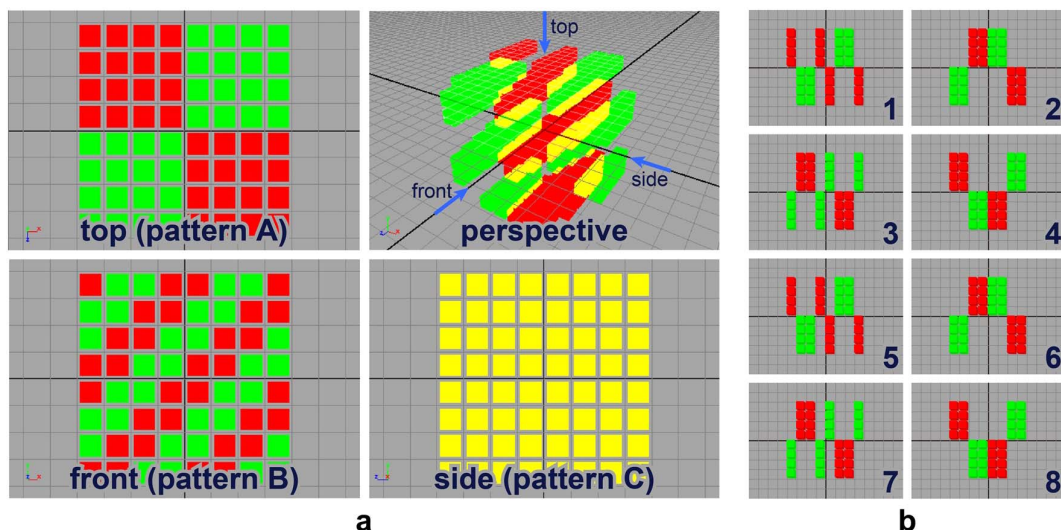 top
side
front
top (pattern A)
perspective
front (pattern B)
side (pattern C)
a
1
2
3
4
5
6
7
8
b